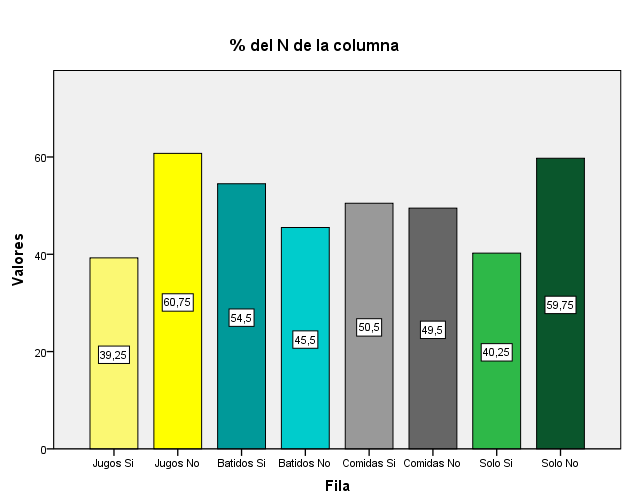 % del N de la columna
Valores
60
40
20
0
39,25
60,75
54,5
45,5
50,5
49,5
40,25
59,75
Jugos Si
Jugos No
Batidos Si
Batidos No
Comidas Si
Comidas No
Solo Si
Solo No
Fila